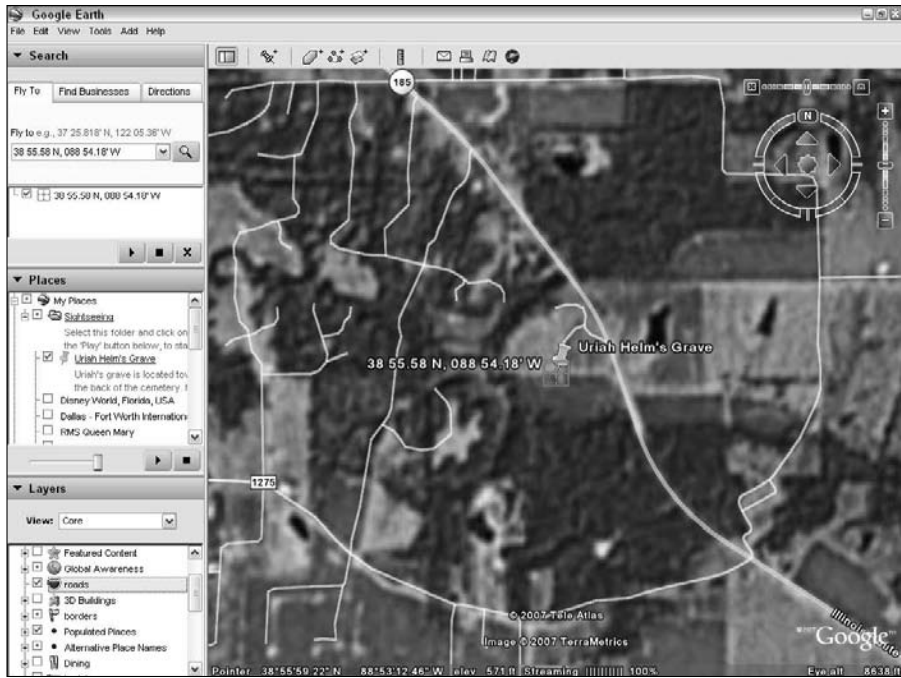 Google Earth
File Edit View Tools Add Help
Search
Fly To Find Businesses Directions
Fly to e.g., 37 25.818' N, 122 05.36' W
38 55.58 N, 088 54.18' W
38 55.58 N, 088 54.18' W
Places
My Places
Sightseeing
Select this folder and click on
the 'Play' button below, to sta
Uriah Helm's Grave
Uriah's grave is located tow
the back of the cemetery.
Disney World, Florida, USA
Dallas - Fort Worth Internation
RMS Queen Mary
Layers
View: Core
Featured Content
Global Awareness
roads
3D Buildings
borders
Populated Places
Alternative Place Names
Dining
185
N
Uriah Helm's Grave
38 55.58 N, 088 54.18' W
1275
© 2007 Tele Atlas
Image © 2007 TerraMetrics
Illinois
©2007 Google™
Pointer 38°55'59.22" N 88°53'12.46" W elev 571 ft Streaming |||||||||| 100% Eye alt 8638 ft